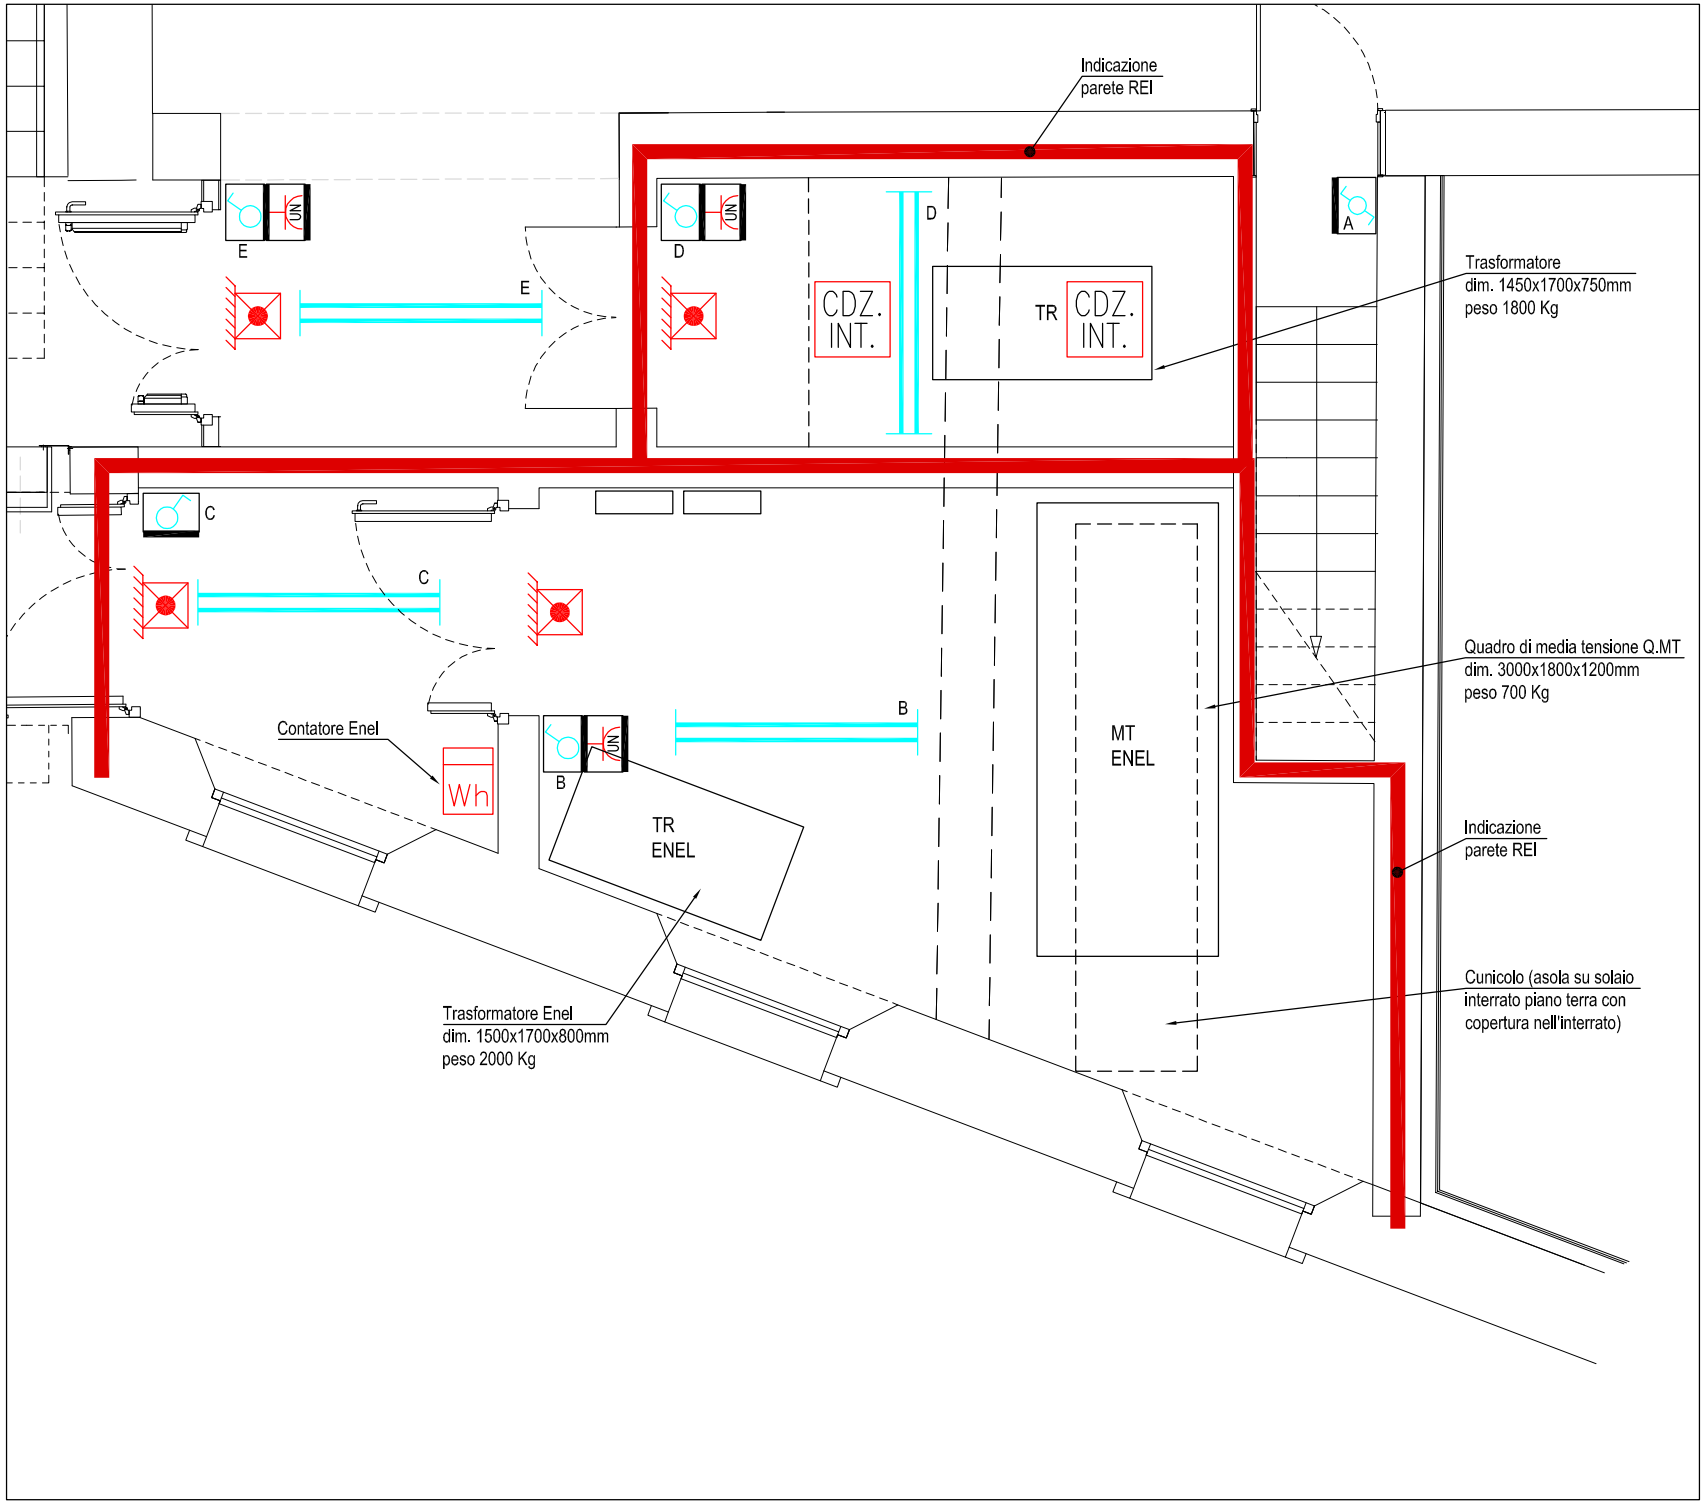 Indicazione
parete REI
UN
UN
E
D
D
A
E
CDZ.
INT.
TR
CDZ.
INT.
Trasformatore
dim. 1450x1700x750mm
peso 1800 Kg
C
C
Quadro di media tensione Q.MT
dim. 3000x1800x1200mm
peso 700 Kg
B
Contatore Enel
MT
ENEL
UN
B
Wh
TR
ENEL
Indicazione
parete REI
Cunicolo (asola su solaio
interrato piano terra con
copertura nell'interrato)
Trasformatore Enel
dim. 1500x1700x800mm
peso 2000 Kg